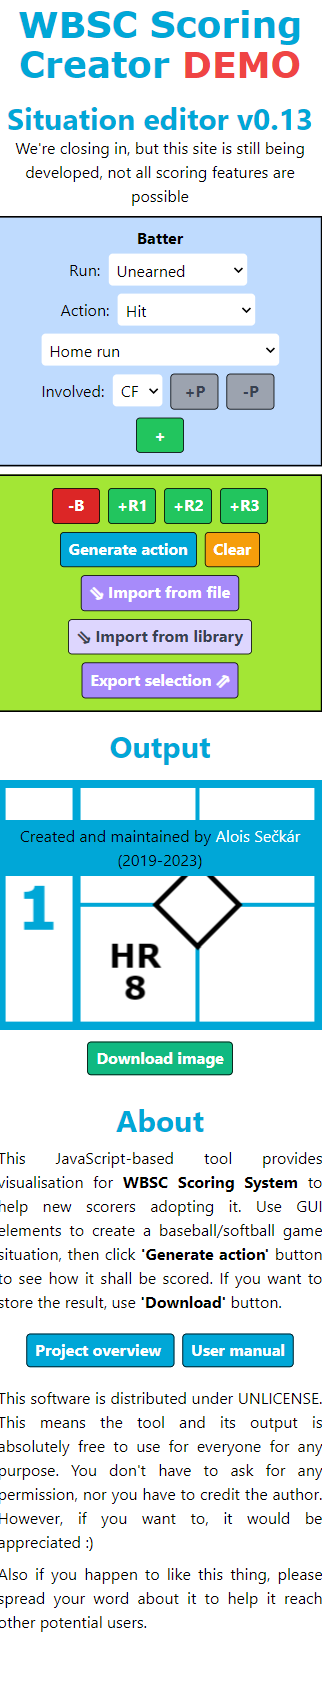 WBSC Scoring
Creator DEMO
Situation editor v0.13
We're closing in, but this site is still being
developed, not all scoring features are
possible
Batter
Run: Unearned
Action: Hit
Home run
Involved: CF +P -P
+
-B +R1 +R2 +R3
Generate action Clear
⇘ Import from file
⇘ Import from library
Export selection ⇗
Output
Created and maintained by Alois Sečkár
(2019-2023)
1
HR
8
Download image
About
This JavaScript-based tool provides
visualisation for WBSC Scoring System to
help new scorers adopting it. Use GUI
elements to create a baseball/softball game
situation, then click 'Generate action' button
to see how it shall be scored. If you want to
store the result, use 'Download' button.
Project overview User manual
This software is distributed under UNLICENSE.
This means the tool and its output is
absolutely free to use for everyone for any
purpose. You don't have to ask for any
permission, nor you have to credit the author.
However, if you want to, it would be
appreciated :)
Also if you happen to like this thing, please
spread your word about it to help it reach
other potential users.